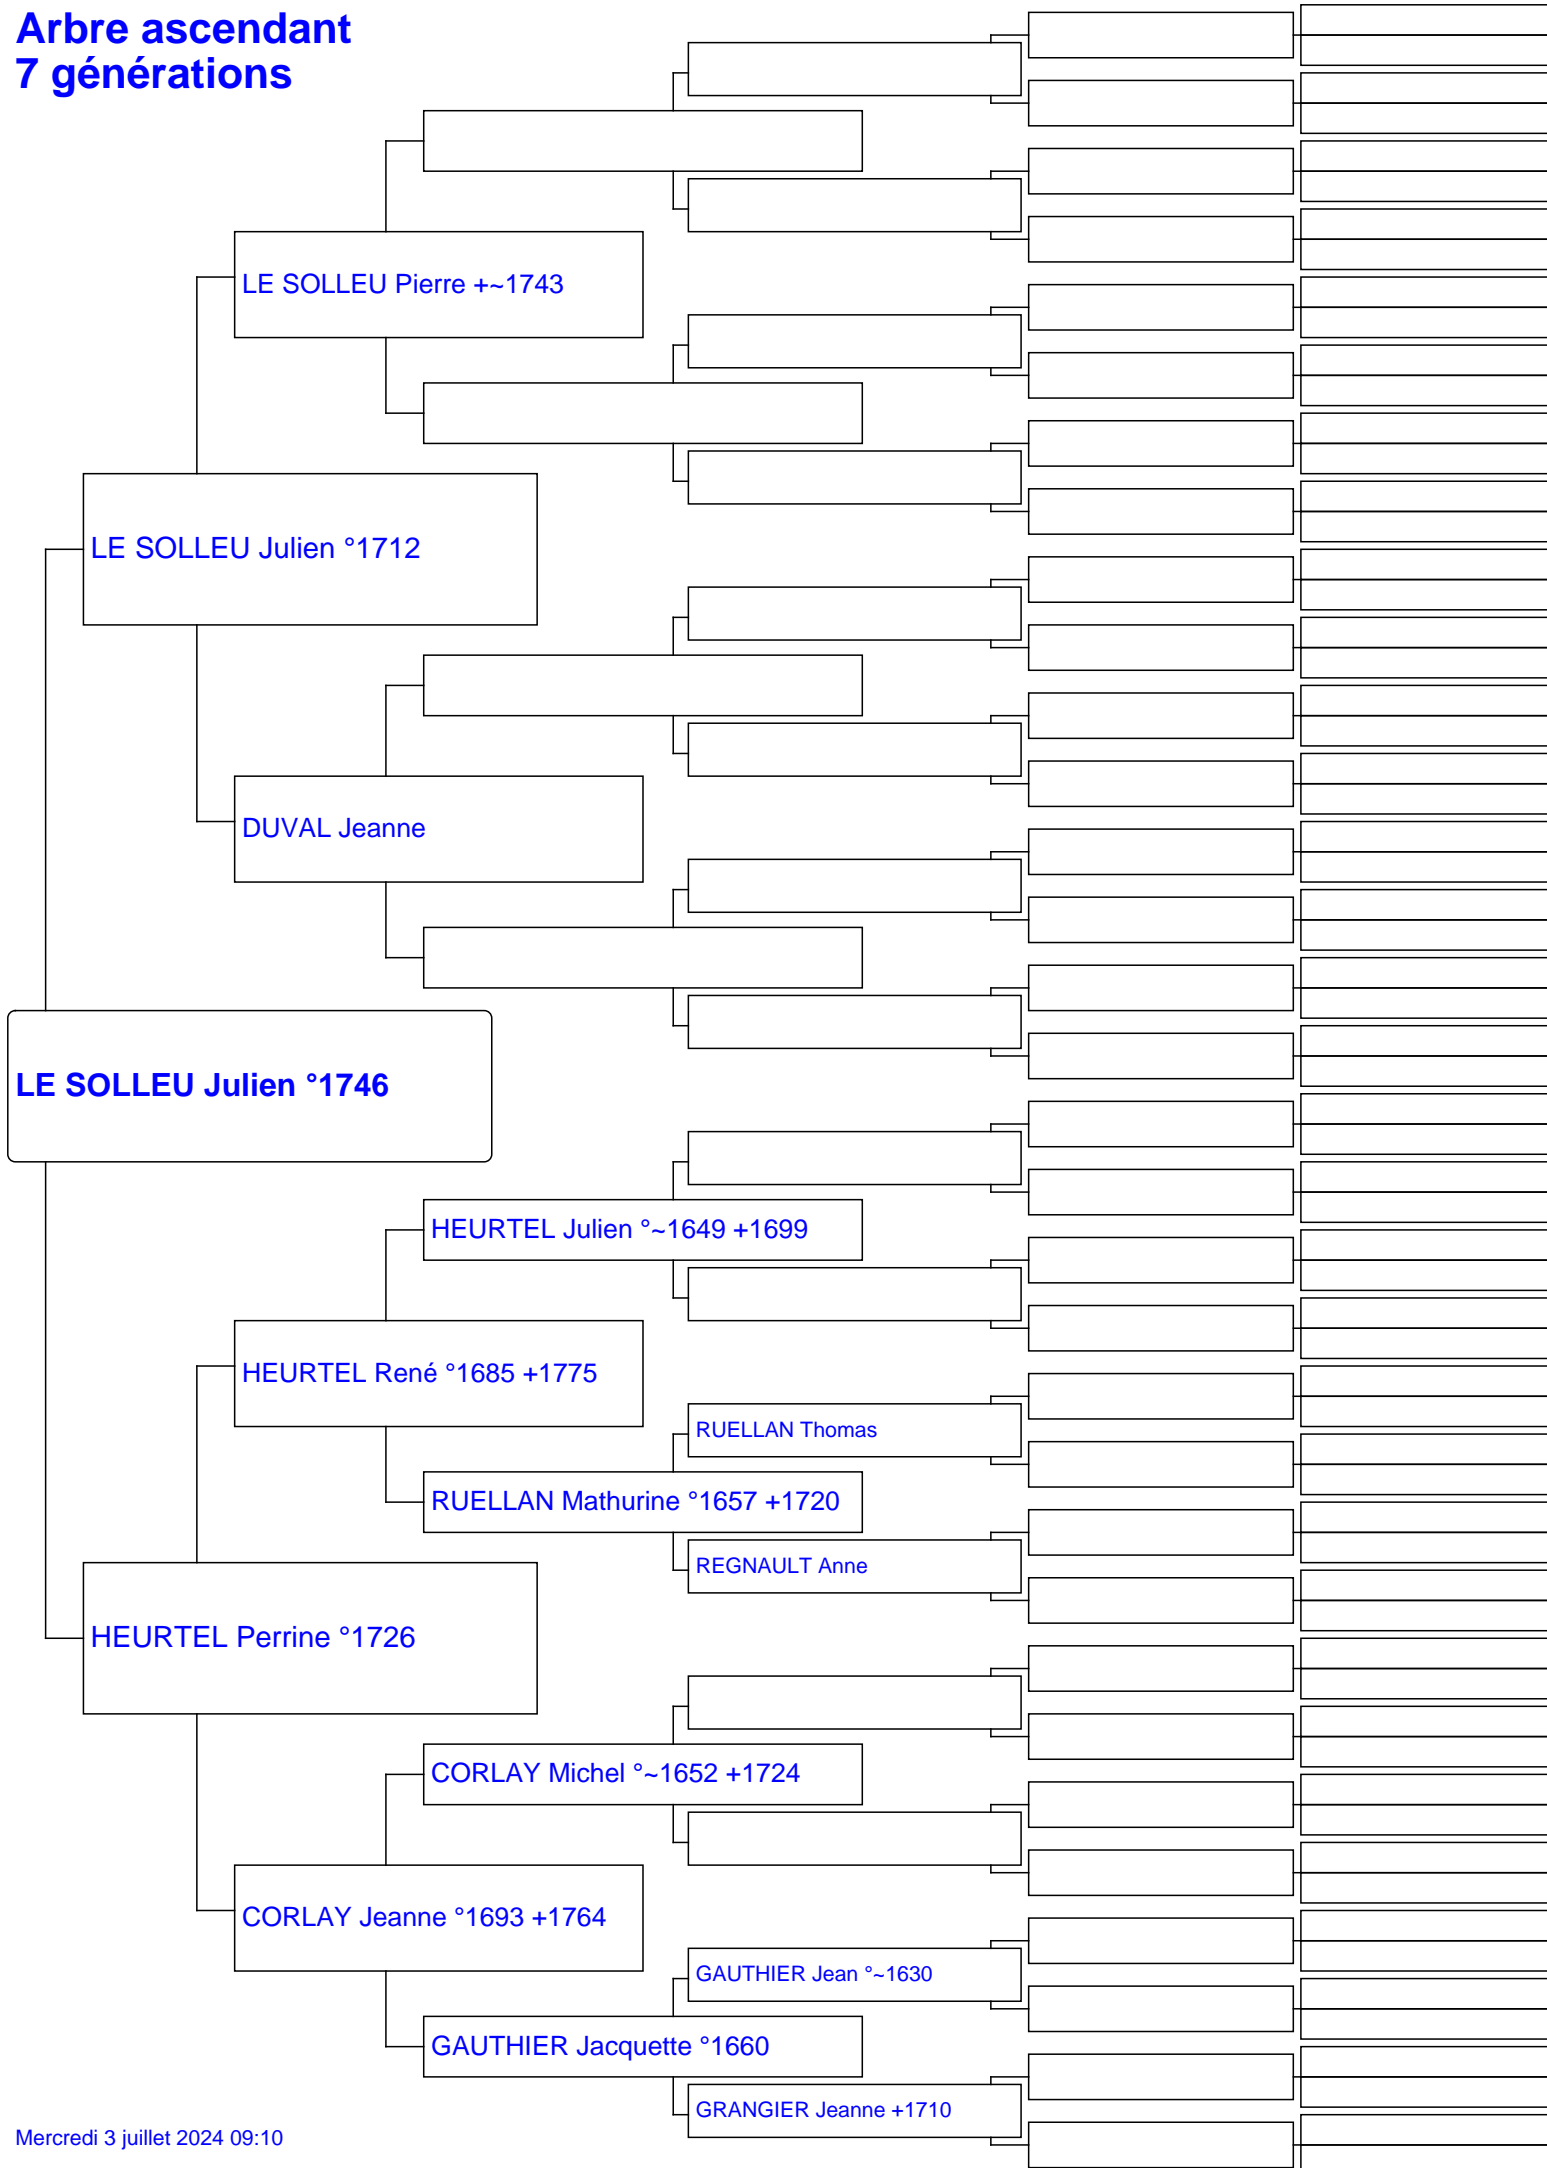 Arbre ascendant
7 générations
LE SOLLEU Pierre +~1743
LE SOLLEU Julien °1712
DUVAL Jeanne
LE SOLLEU Julien °1746
HEURTEL Julien °~1649 +1699
HEURTEL René °1685 +1775
RUELLAN Thomas
RUELLAN Mathurine °1657 +1720
REGNAULT Anne
HEURTEL Perrine °1726
CORLAY Michel °~1652 +1724
CORLAY Jeanne °1693 +1764
GAUTHIER Jean °~1630
GAUTHIER Jacquette °1660
GRANGIER Jeanne +1710
Mercredi 3 juillet 2024 09:10